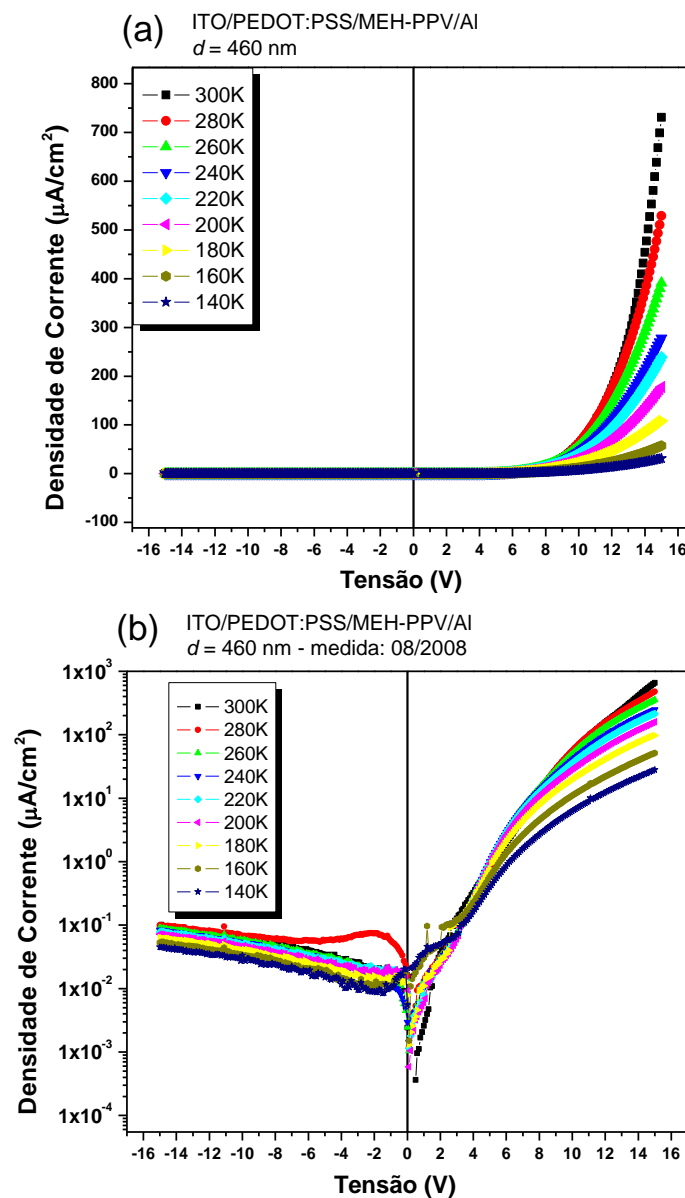 (a) ITO/PEDOT:PSS/MEH-PPV/Al
d = 460 nm
Densidade de Corrente (µA/cm²)
800
700
600
500
400
300
200
100
0
-100
300K
280K
260K
240K
220K
200K
180K
160K
140K
-16 -14 -12 -10 -8 -6 -4 -2 0 2 4 6 8 10 12 14 16
Tensão (V)
(b) ITO/PEDOT:PSS/MEH-PPV/Al
d = 460 nm - medida: 08/2008
Densidade de Corrente (µA/cm²)
1x10³
1x10²
1x10¹
1x10⁰
1x10⁻¹
1x10⁻²
1x10⁻³
1x10⁻⁴
300K
280K
260K
240K
220K
200K
180K
160K
140K
-16 -14 -12 -10 -8 -6 -4 -2 0 2 4 6 8 10 12 14 16
Tensão (V)